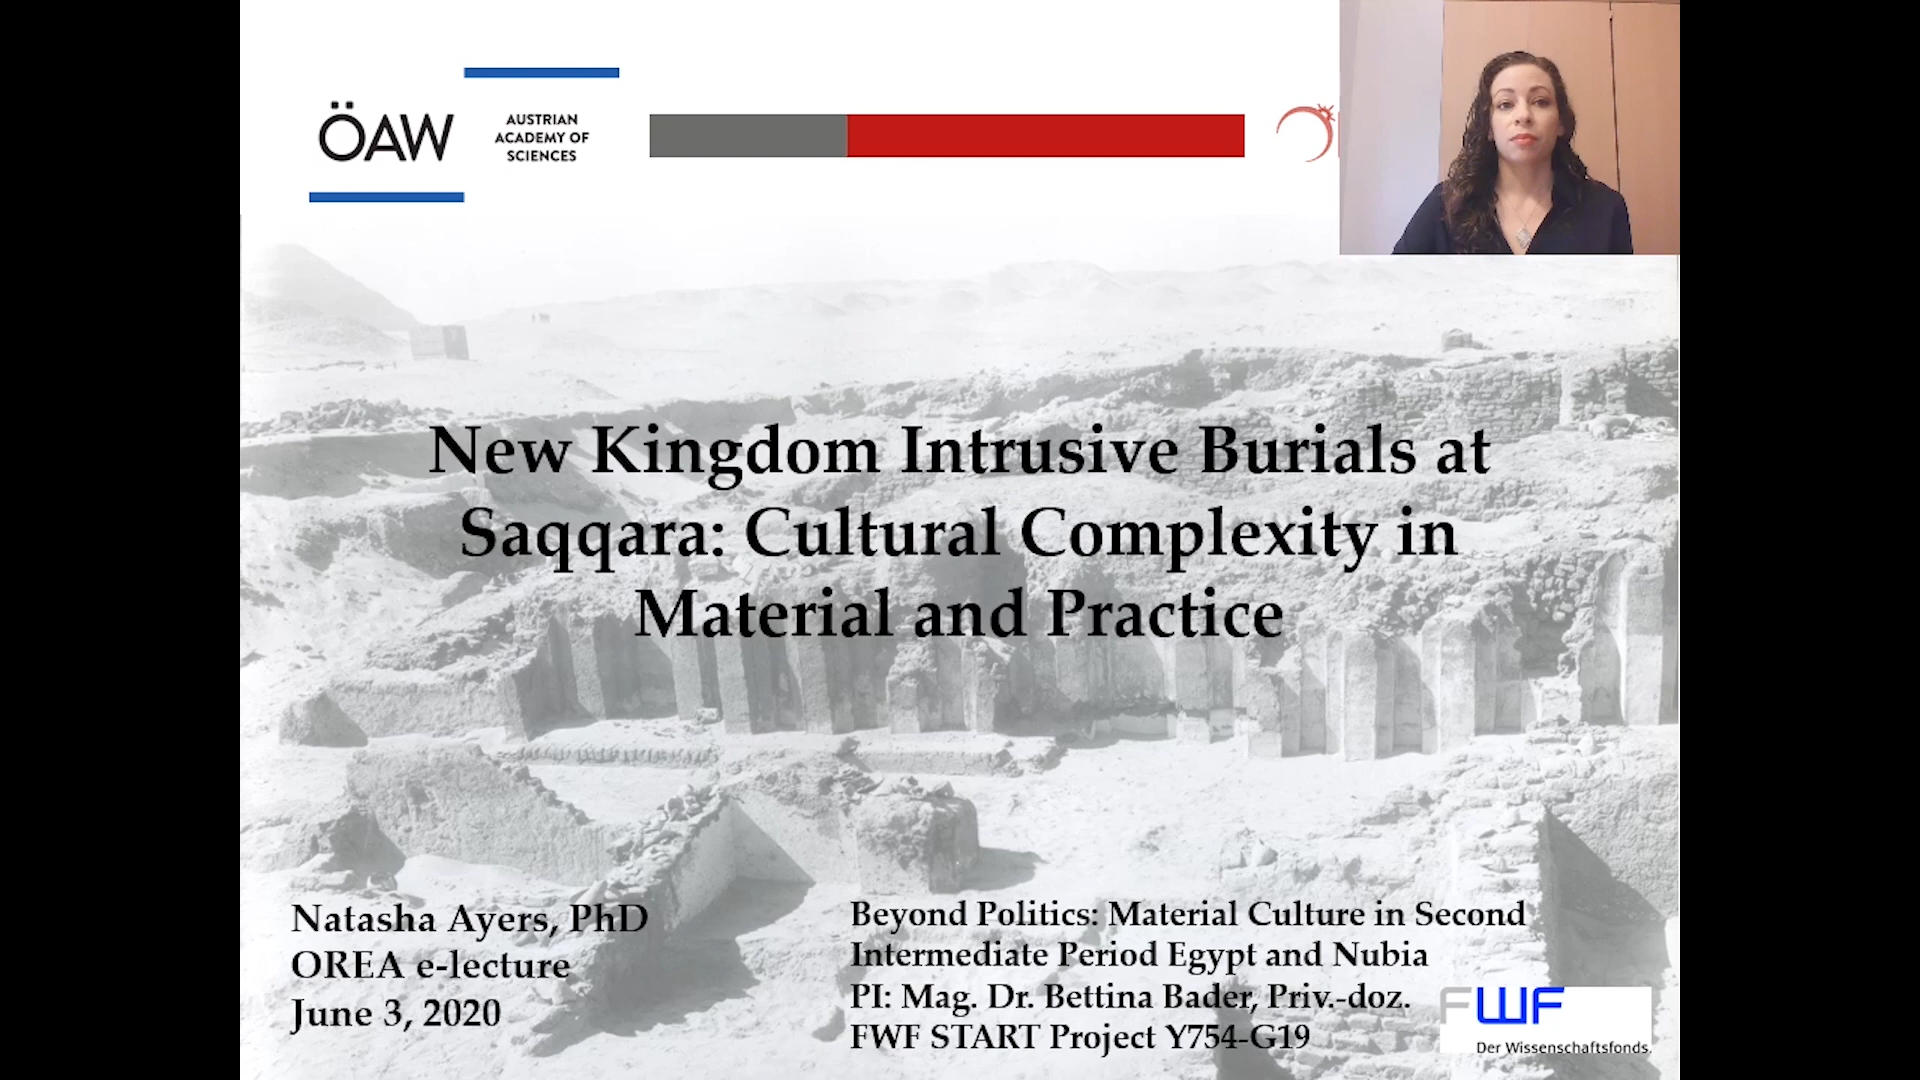 ÖAW
AUSTRIAN
ACADEMY OF
SCIENCES
New Kingdom Intrusive Burials at
Saqqara: Cultural Complexity in
Material and Practice
Natasha Ayers, PhD
OREA e-lecture
June 3, 2020
Beyond Politics: Material Culture in Second
Intermediate Period Egypt and Nubia
PI: Mag. Dr. Bettina Bader, Priv.-doz.
FWF START Project Y754-G19
FWF
Der Wissenschaftsfonds.